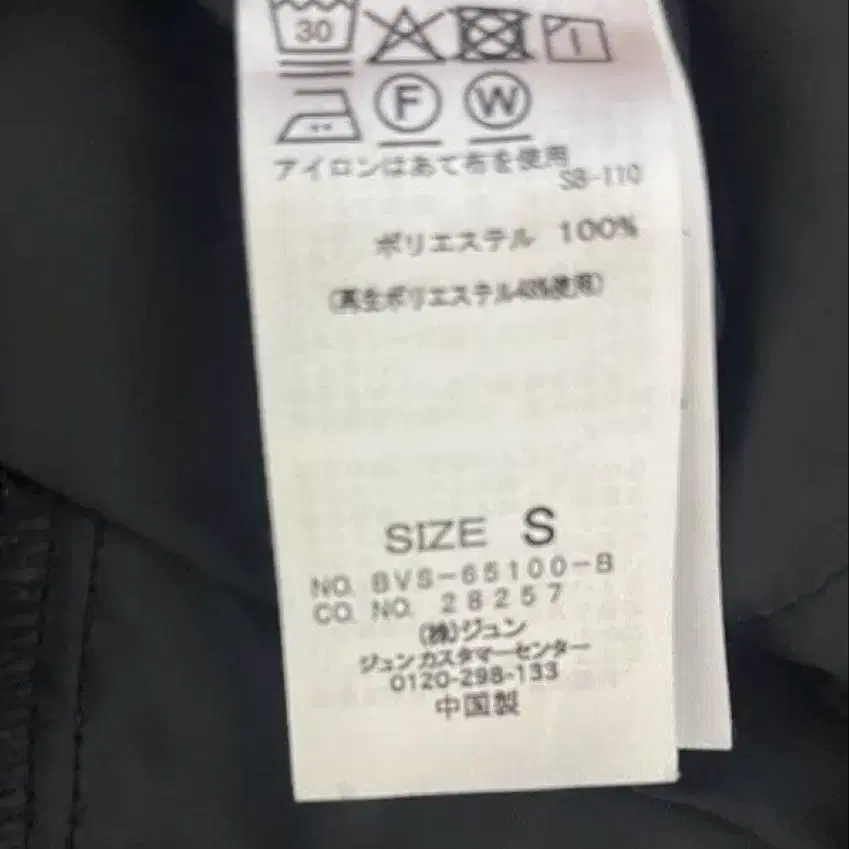 30
F W
アイロンはあて布を使用
SB-110
ポリエステル 100%
(再生ポリエステル43%使用)
SIZE S
NO. BVS-65100-B
CO. NO. 28257
(株)ジュン
ジュンカスタマーセンター
0120-298-133
中国製